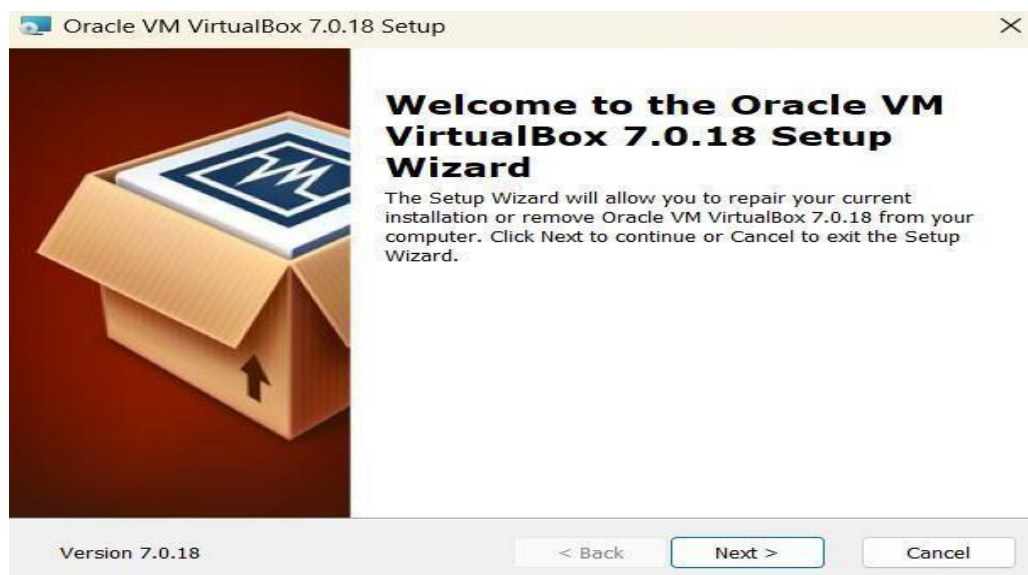 Oracle VM VirtualBox 7.0.18 Setup
Welcome to the Oracle VM
VirtualBox 7.0.18 Setup
Wizard
The Setup Wizard will allow you to repair your current
installation or remove Oracle VM VirtualBox 7.0.18 from your
computer. Click Next to continue or Cancel to exit the Setup
Wizard.
Version 7.0.18
< Back
Next >
Cancel